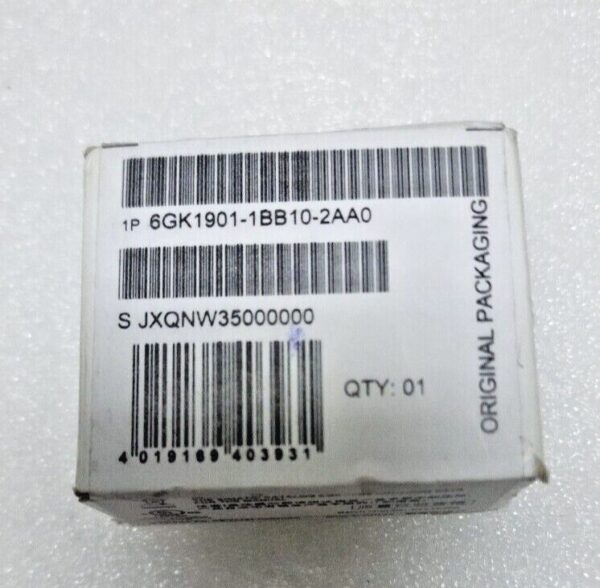 1P 6GK1901-1BB10-2AA0
S JXQNW35000000
QTY: 01
4 019169 403931
ORIGINAL PACKAGING